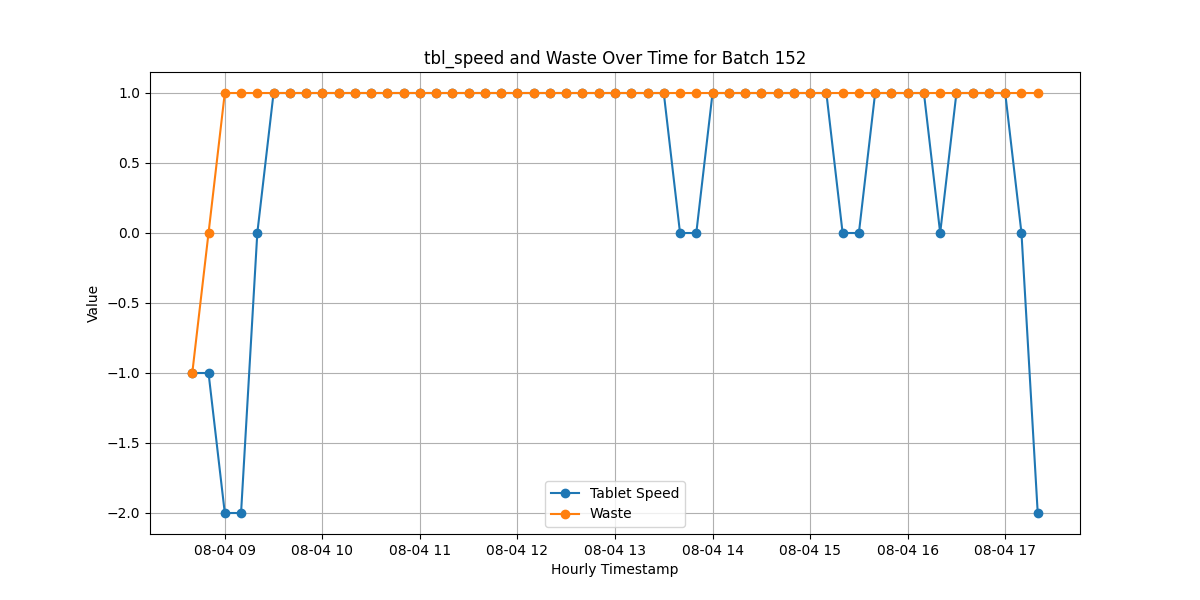 tbl_speed and Waste Over Time for Batch 152
1.0
0.5
0.0
−0.5
−1.0
−1.5
−2.0
Value
Tablet Speed
Waste
08-04 09 08-04 10 08-04 11 08-04 12 08-04 13 08-04 14 08-04 15 08-04 16 08-04 17
Hourly Timestamp